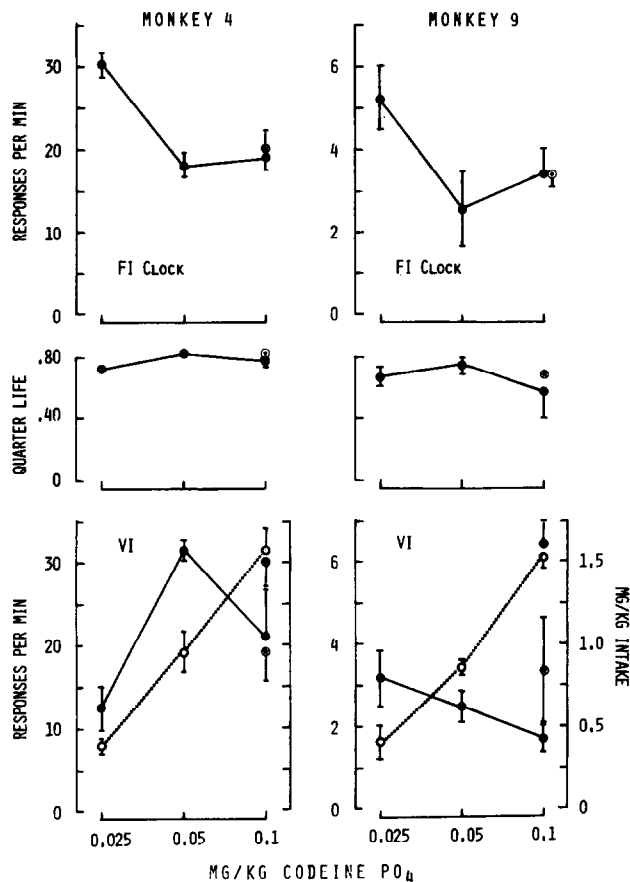 MONKEY 4
MONKEY 9
RESPONSES PER MIN
30
20
10
0
FI CLOCK
6
4
2
0
FI CLOCK
QUARTER LIFE
.80
.40
0
RESPONSES PER MIN
30
20
10
0
VI
6
4
2
0
VI
1.5
1.0
0.5
0
MG/KG INTAKE
0.025 0.05 0.1
0.025 0.05 0.1
MG/KG CODEINE PO4